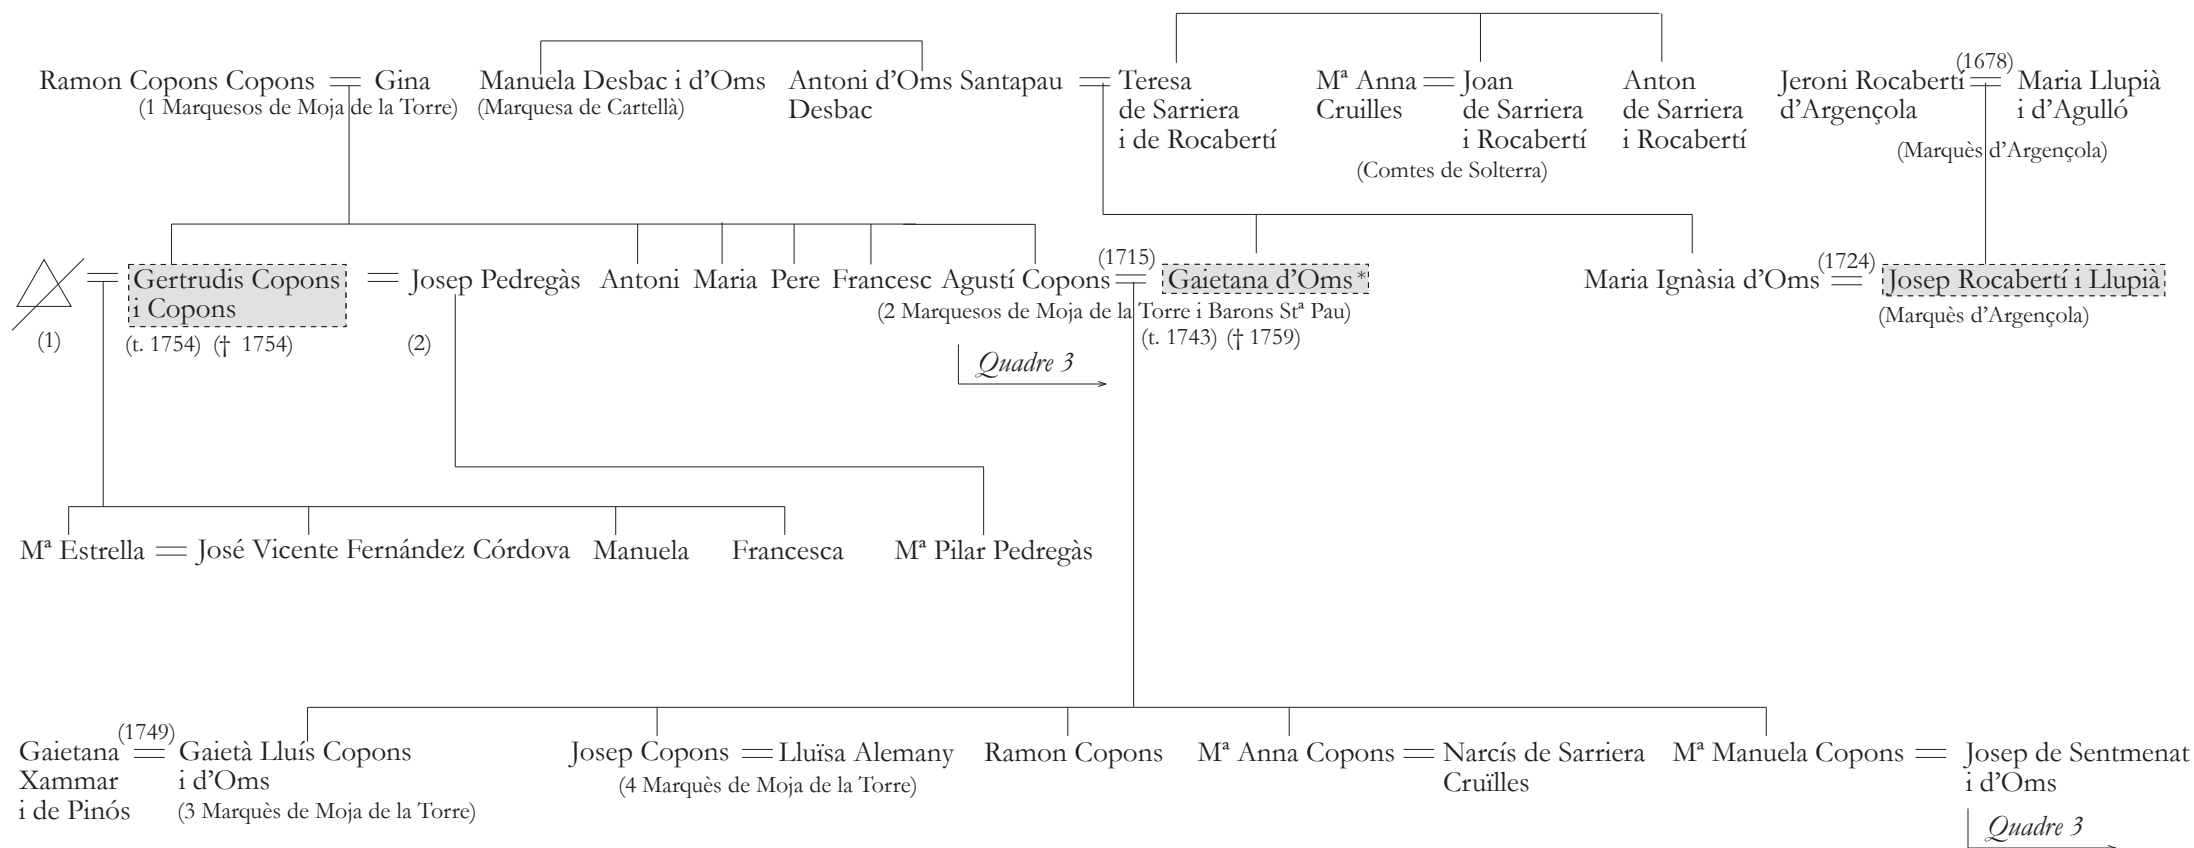 (1678)
Ramon Copons Copons Gina Manuela Desbac i d'Oms Antoni d'Oms Santapau Teresa Mª Anna Joan Anton Jeroni Rocabertí Maria Llupià
(1 Marquesos de Moja de la Torre) (Marquesa de Cartellà) Desbac de Sarriera Cruilles de Sarriera de Sarriera d'Argençola i d'Agulló
i de Rocabertí i Rocabertí i Rocabertí
(Marquès d'Argençola)
(Comtes de Solterra)
(1715) (1724)
Gertrudis Copons Josep Pedregàs Antoni Maria Pere Francesc Agustí Copons Gaietana d'Oms * Maria Ignàsia d'Oms Josep Rocabertí i Llupià
i Copons (2 Marquesos de Moja de la Torre i Barons Stª Pau) (Marquès d'Argençola)
(1) (t. 1754) († 1754) (2) (t. 1743) († 1759)
Quadre 3
Mª Estrella José Vicente Fernández Córdova Manuela Francesca Mª Pilar Pedregàs
(1749)
Gaietana Gaietà Lluís Copons Josep Copons Lluïsa Alemany Ramon Copons Mª Anna Copons Narcís de Sarriera Mª Manuela Copons Josep de Sentmenat
Xammar i d'Oms (4 Marquès de Moja de la Torre) Cruïlles i d'Oms
i de Pinós (3 Marquès de Moja de la Torre)
Quadre 3